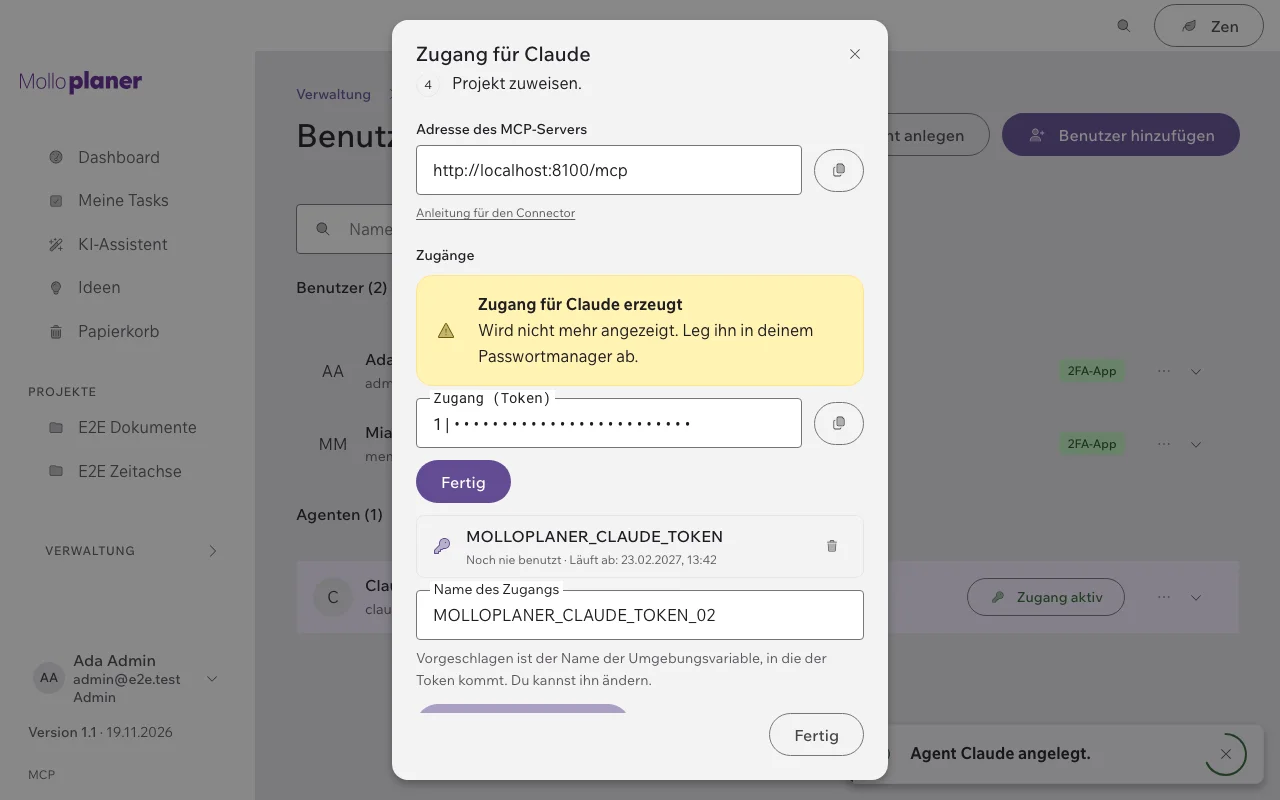 Zen
Molloplaner
Dashboard
Meine Tasks
KI-Assistent
Ideen
Papierkorb
PROJEKTE
E2E Dokumente
E2E Zeitachse
VERWALTUNG
AA
Ada Admin
admin@e2e.test
Admin
Version 1.1 · 19.11.2026
MCP
Verwaltung
Benutz
nt anlegen
Benutzer hinzufügen
Name
Benutzer (2)
AA
Ada
adm
2FA-App
MM
Mia
mem
2FA-App
Agenten (1)
C
Clau
clau
Zugang aktiv
Zugang für Claude
4 Projekt zuweisen.
Adresse des MCP-Servers
http://localhost:8100/mcp
Anleitung für den Connector
Zugänge
Zugang für Claude erzeugt
Wird nicht mehr angezeigt. Leg ihn in deinem
Passwortmanager ab.
Zugang (Token)
1|•••••••••••••••••••••••••
Fertig
MOLLOPLANER_CLAUDE_TOKEN
Noch nie benutzt · Läuft ab: 23.02.2027, 13:42
Name des Zugangs
MOLLOPLANER_CLAUDE_TOKEN_02
Vorgeschlagen ist der Name der Umgebungsvariable, in die der
Token kommt. Du kannst ihn ändern.
Fertig
Agent Claude angelegt.